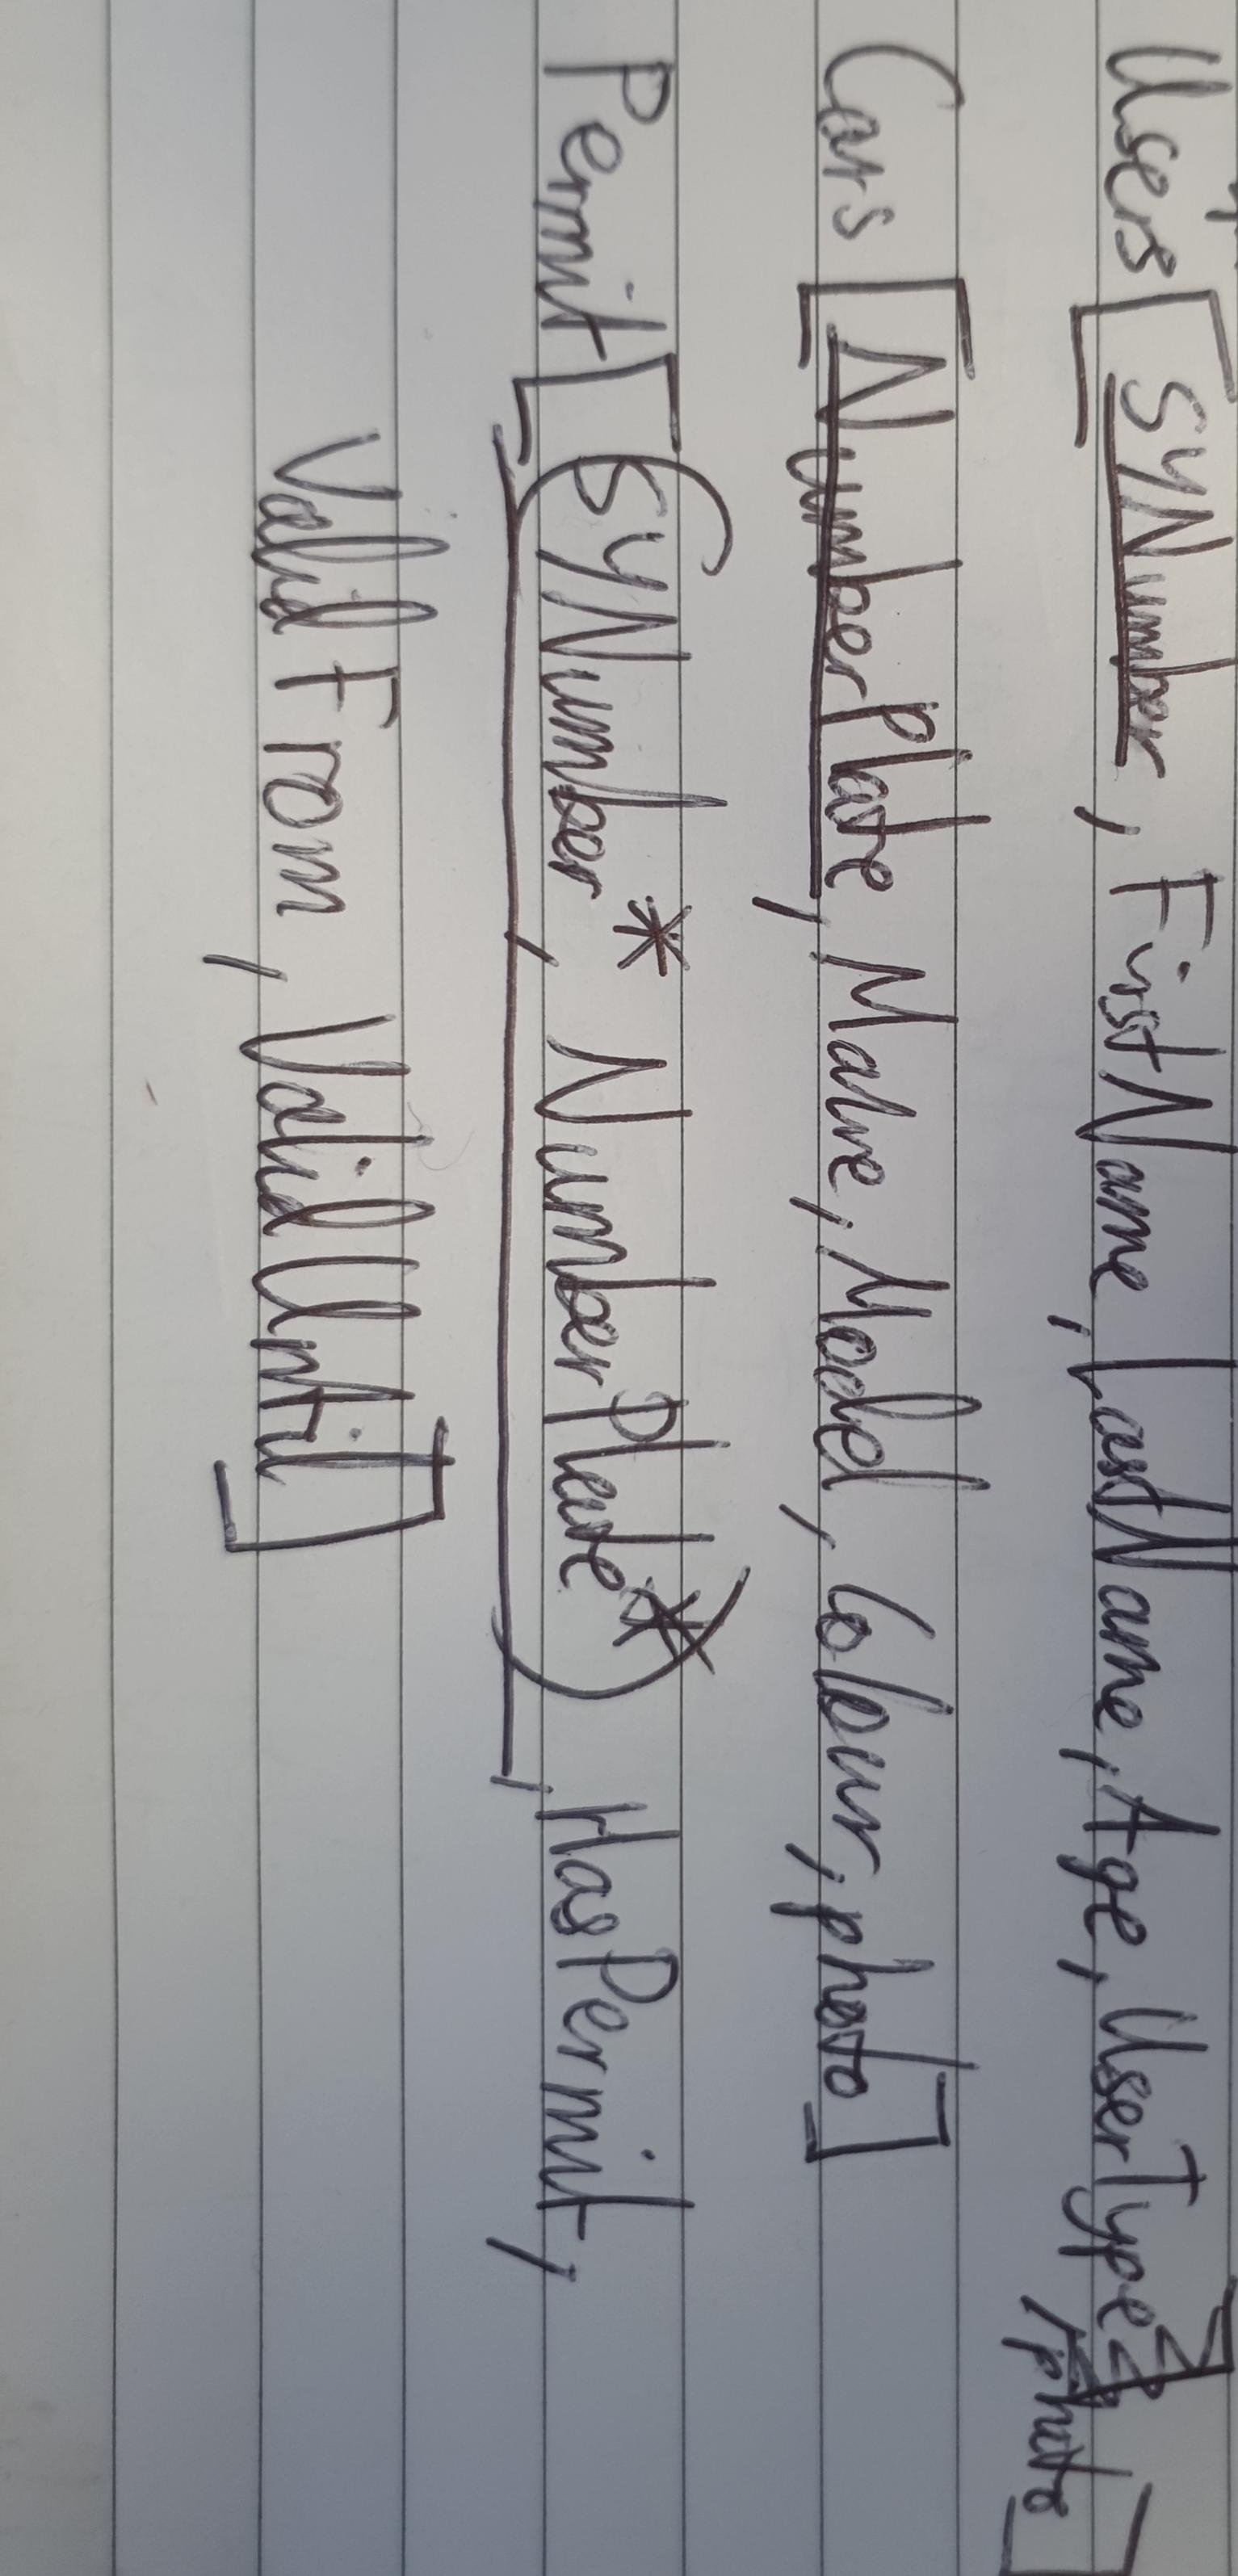 Users [SYNumber, FirstName, LastName, Age, UserType
, photo]
Cars [NumberPlate, Make, Model, Colour, photo]
Permit [(SYNumber*, NumberPlate*), HasPermit,
ValidFrom, ValidUntil]